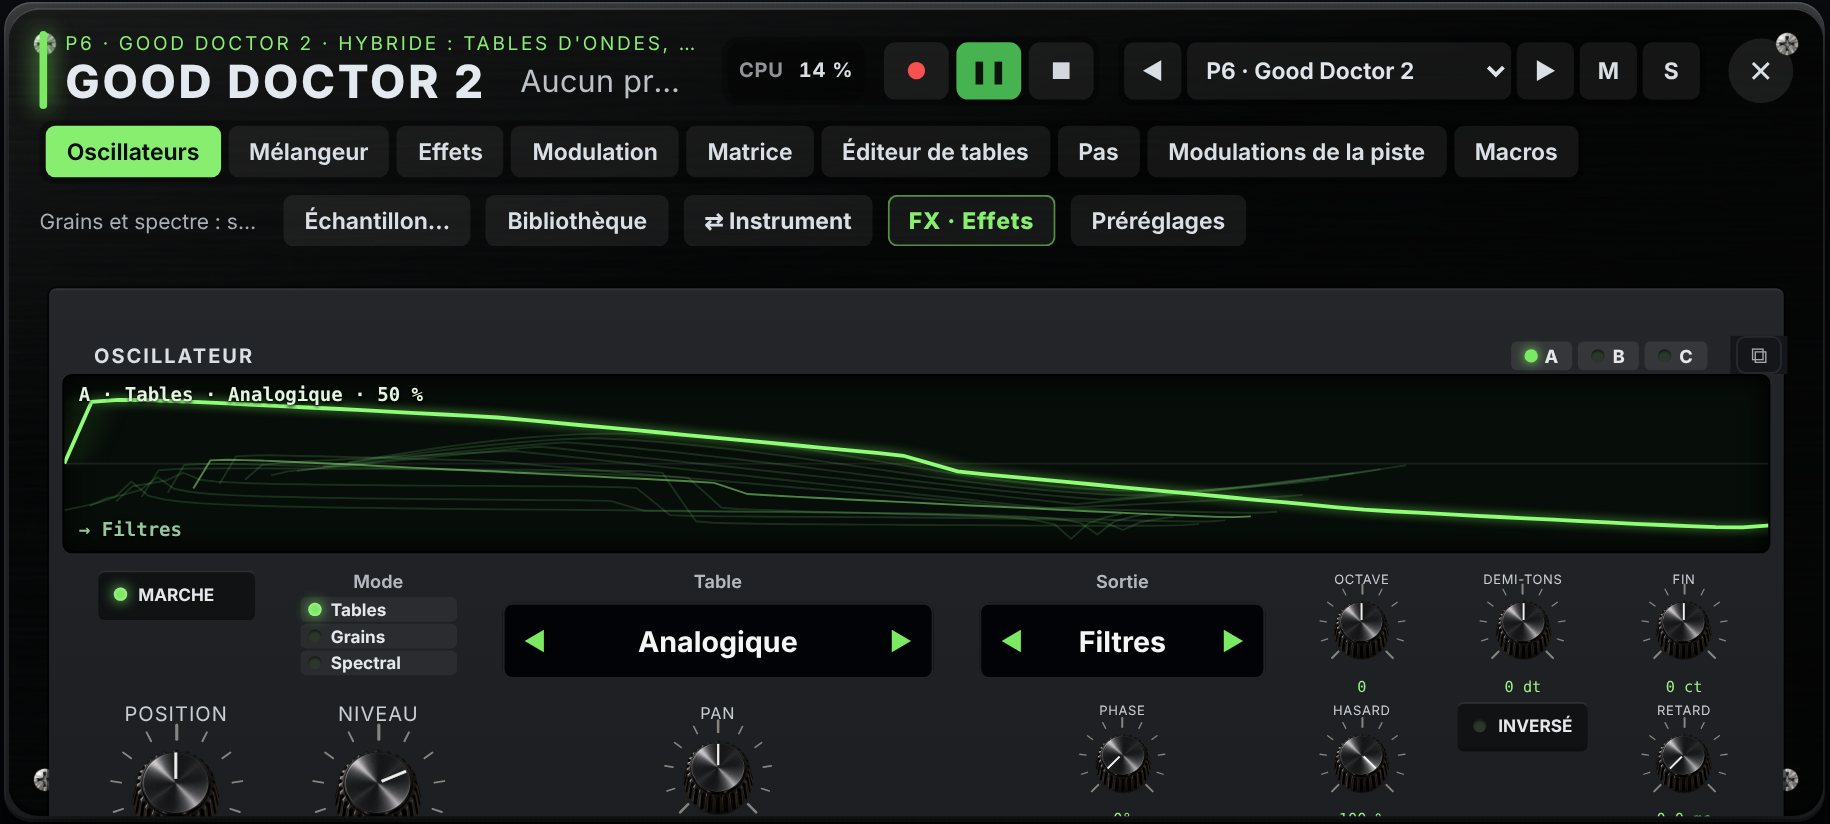 P6 · GOOD DOCTOR 2 · HYBRIDE : TABLES D'ONDES, …
GOOD DOCTOR 2 Aucun pr…
CPU 14 %
P6 · Good Doctor 2
M S
Oscillateurs Mélangeur Effets Modulation Matrice Éditeur de tables Pas Modulations de la piste Macros
Grains et spectre : s… Échantillon… Bibliothèque ⇄ Instrument FX · Effets Préréglages
OSCILLATEUR A B C
A · Tables · Analogique · 50 %
→ Filtres
MARCHE
Mode
Tables
Grains
Spectral
Table
Analogique
Sortie
Filtres
OCTAVE DEMI-TONS FIN
0 0 dt 0 ct
POSITION NIVEAU PAN PHASE HASARD INVERSÉ RETARD